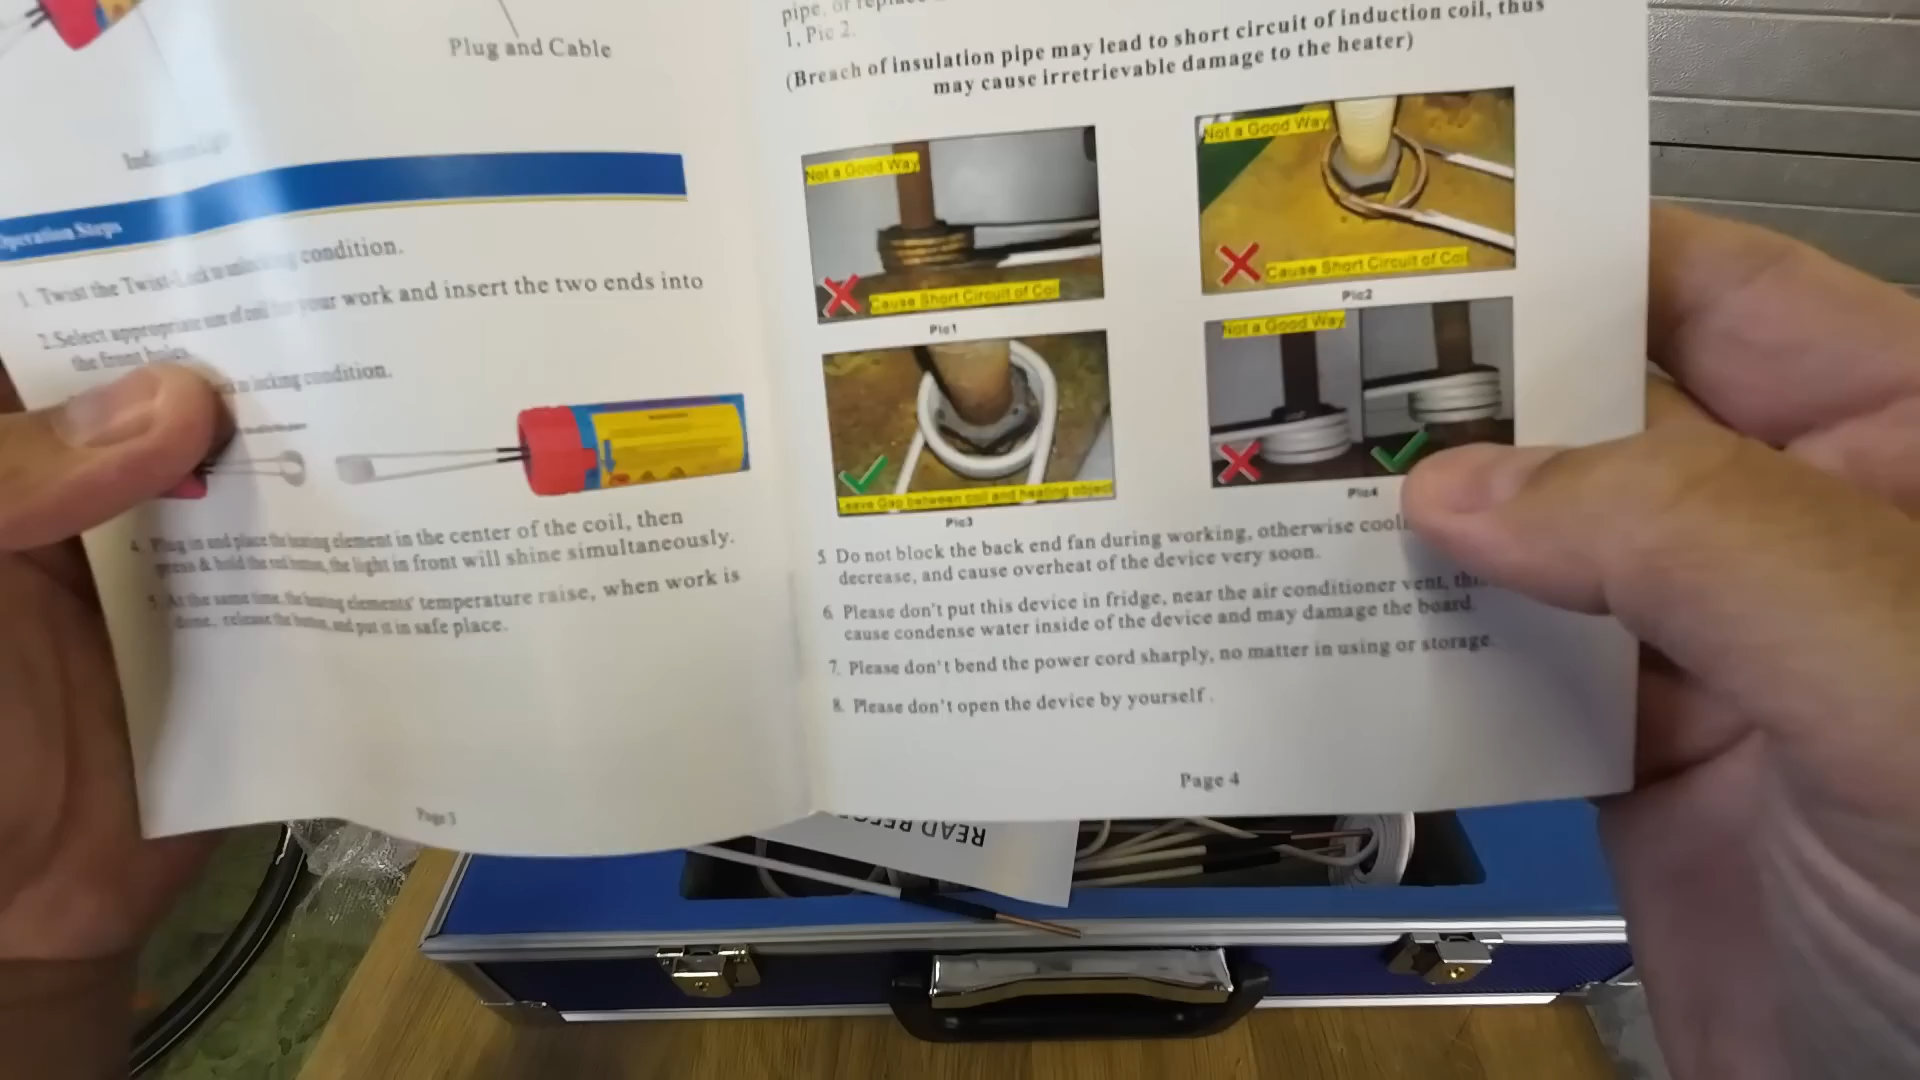 Plug and Cable
Operation Steps
1. Twist the Twist-Lock condition.
2.Select appropriate size of coil for your work and insert the two ends into
the front holes.
locking condition.
4. Plug in and place the heating element in the center of the coil, then
press & hold the red button, the light in front will shine simultaneously.
5. At the same time, the heating elements' temperature raise, when work is
done, release the button, and put it in safe place.
Page 3
pipe, or
1, Pic 2.
(Breach of insulation pipe may lead to short circuit of induction coil, thus
may cause irretrievable damage to the heater)
Not a Good Way
Cause Short Circuit of Coil
Pic1
Not a Good Way
Cause Short Circuit of Coil
Pic2
Leave Gap between coil and heating object
Pic3
Not a Good Way
Pic4
5 Do not block the back end fan during working, otherwise
decrease, and cause overheat of the device very soon.
6. Please don't put this device in fridge, near the air conditioner vent,
cause condense water inside of the device and may damage the board.
7. Please don't bend the power cord sharply, no matter in using or storage.
8. Please don't open the device by yourself.
Page 4
READ